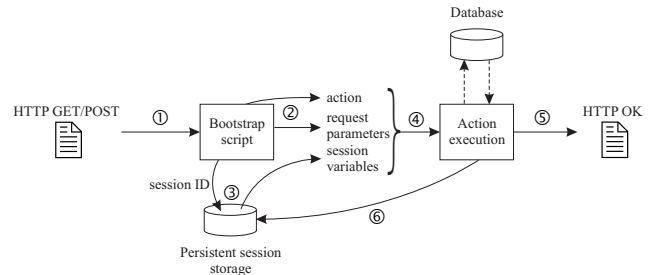 Database
HTTP GET/POST
①
Bootstrap
script
②
action
request
parameters
session
variables
④
Action
execution
⑤
HTTP OK
session ID
③
⑥
Persistent session
storage